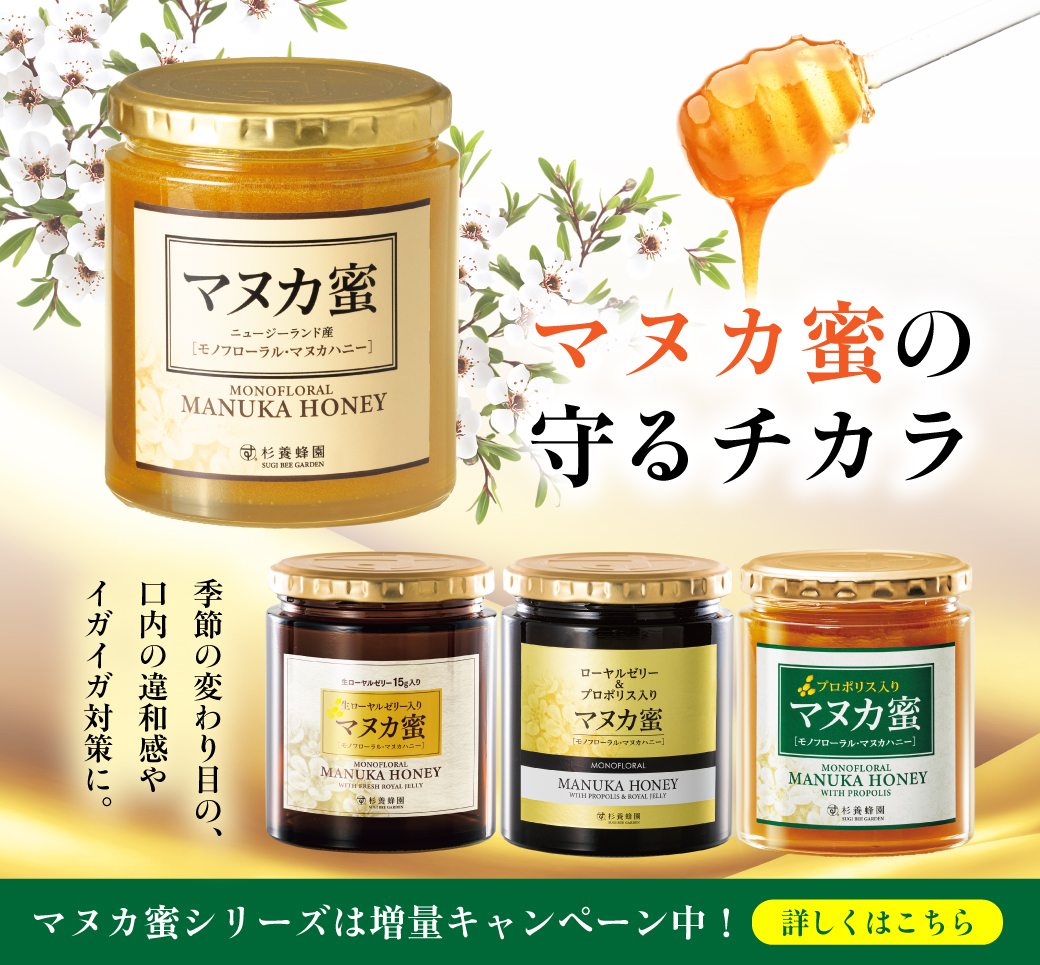 マヌカ蜜
ニュージーランド産
［モノフローラル・マヌカハニー］
MONOFLORAL
MANUKA HONEY
杉養蜂園
SUGI BEE GARDEN
マヌカ蜜の
守るチカラ
季節の変わり目の、
口内の違和感や
イガイガ対策に。
生ローヤルゼリー15g入り
生ローヤルゼリー入り
マヌカ蜜
［モノフローラル・マヌカハニー］
MONOFLORAL
MANUKA HONEY
WITH FRESH ROYAL JELLY
杉養蜂園
SUGI BEE GARDEN
ローヤルゼリー
&
プロポリス入り
マヌカ蜜
［モノフローラル・マヌカハニー］
MONOFLORAL
MANUKA HONEY
WITH PROPOLIS & ROYAL JELLY
杉養蜂園
SUGI BEE GARDEN
プロポリス入り
マヌカ蜜
［モノフローラル・マヌカハニー］
MONOFLORAL
MANUKA HONEY
WITH PROPOLIS
杉養蜂園
SUGI BEE GARDEN
マヌカ蜜シリーズは増量キャンペーン中！
詳しくはこちら